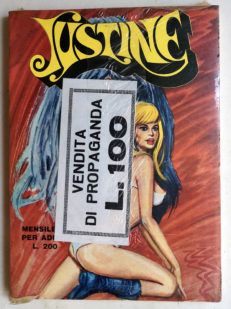 JUSTINE
VENDITA
DI PROPAGANDA
L. 100
MENSILE
PER ADU
L. 200